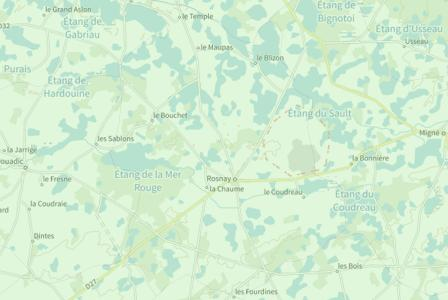 le Grand Aslon
D32
Étang de
Gabriau
le Temple
Étang de
Bignotoi
Étang d'Usseau
Usseau
le Maupas
le Blizon
Purais
Étang de
Hardouine
le Bouchet
Étang du Sault
Migné
les Sablons
la Jarrige
ouadic
la Bonnière
Étang de la Mer
Rouge
le Fresne
Rosnay
la Chaume
le Coudreau
Étang du
Coudreau
la Coudraie
ard
Dintes
les Bois
D27
les Fourdines